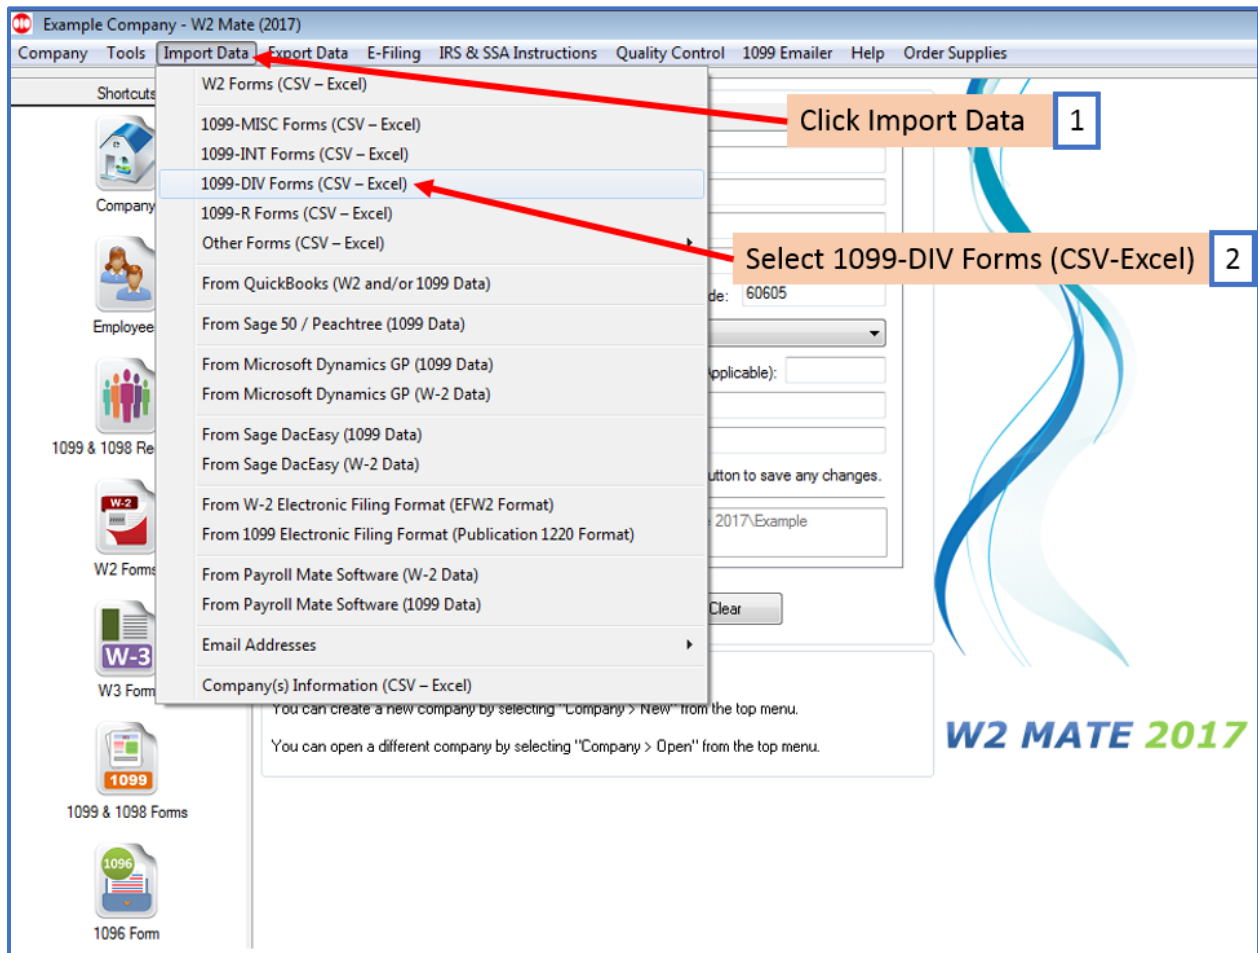 Example Company - W2 Mate (2017)
Company Tools Import Data Export Data E-Filing IRS & SSA Instructions Quality Control 1099 Emailer Help Order Supplies
Shortcuts
W2 Forms (CSV – Excel)
1099-MISC Forms (CSV – Excel)
1099-INT Forms (CSV – Excel)
1099-DIV Forms (CSV – Excel)
1099-R Forms (CSV – Excel)
Other Forms (CSV – Excel)
From QuickBooks (W2 and/or 1099 Data)
From Sage 50 / Peachtree (1099 Data)
From Microsoft Dynamics GP (1099 Data)
From Microsoft Dynamics GP (W-2 Data)
From Sage DacEasy (1099 Data)
From Sage DacEasy (W-2 Data)
From W-2 Electronic Filing Format (EFW2 Format)
From 1099 Electronic Filing Format (Publication 1220 Format)
From Payroll Mate Software (W-2 Data)
From Payroll Mate Software (1099 Data)
Email Addresses
Company(s) Information (CSV – Excel)
Click Import Data 1
Select 1099-DIV Forms (CSV-Excel) 2
de: 60605
Applicable):
utton to save any changes.
2017\Example
Clear
You can create a new company by selecting "Company > New" from the top menu.
You can open a different company by selecting "Company > Open" from the top menu.
W2 MATE 2017
Company
Employee
1099 & 1098 Re
W-2
W2 Forms
W-3
W3 Form
1099
1099 & 1098 Forms
1096
1096 Form